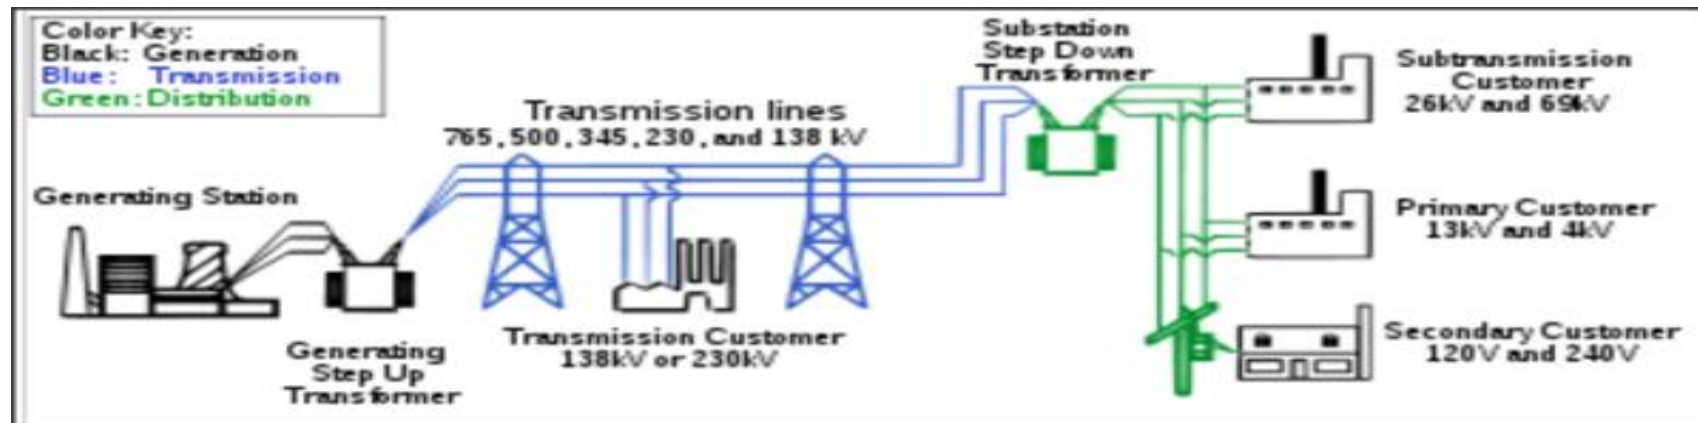 Color Key:
Black: Generation
Blue: Transmission
Green: Distribution
Generating Station
Generating
Step Up
Transformer
Transmission lines
765,500,345,230,and 138 kV
Transmission Customer
138kV or 230kV
Substation
Step Down
Transformer
Subtransmission
Customer
26kV and 69kV
Primary Customer
13kV and 4kV
Secondary Customer
120V and 240V